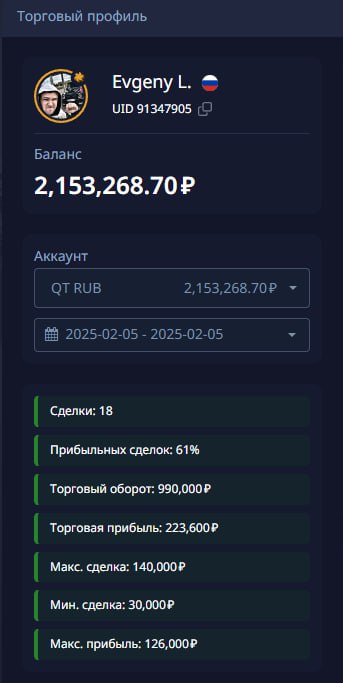 Торговый профиль
Evgeny L.
UID 91347905
Баланс
2,153,268.70₽
Аккаунт
QT RUB 2,153,268.70₽
2025-02-05 - 2025-02-05
Сделки: 18
Прибыльных сделок: 61%
Торговый оборот: 990,000₽
Торговая прибыль: 223,600₽
Макс. сделка: 140,000₽
Мин. сделка: 30,000₽
Макс. прибыль: 126,000₽